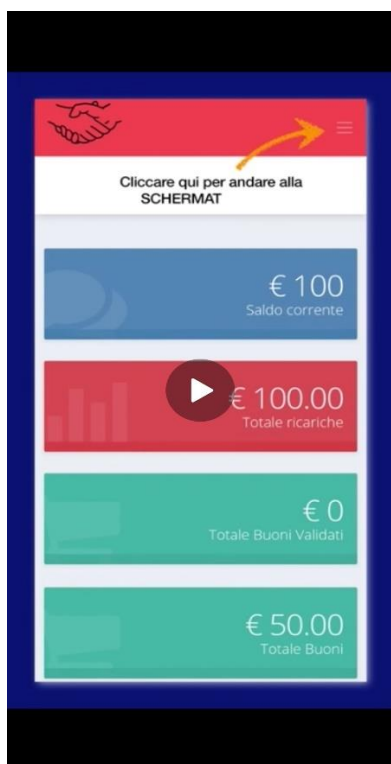 Cliccare qui per andare alla
SCHERMAT
€ 100
Saldo corrente
€ 100.00
Totale ricariche
€ 0
Totale Buoni Validati
€ 50.00
Totale Buoni